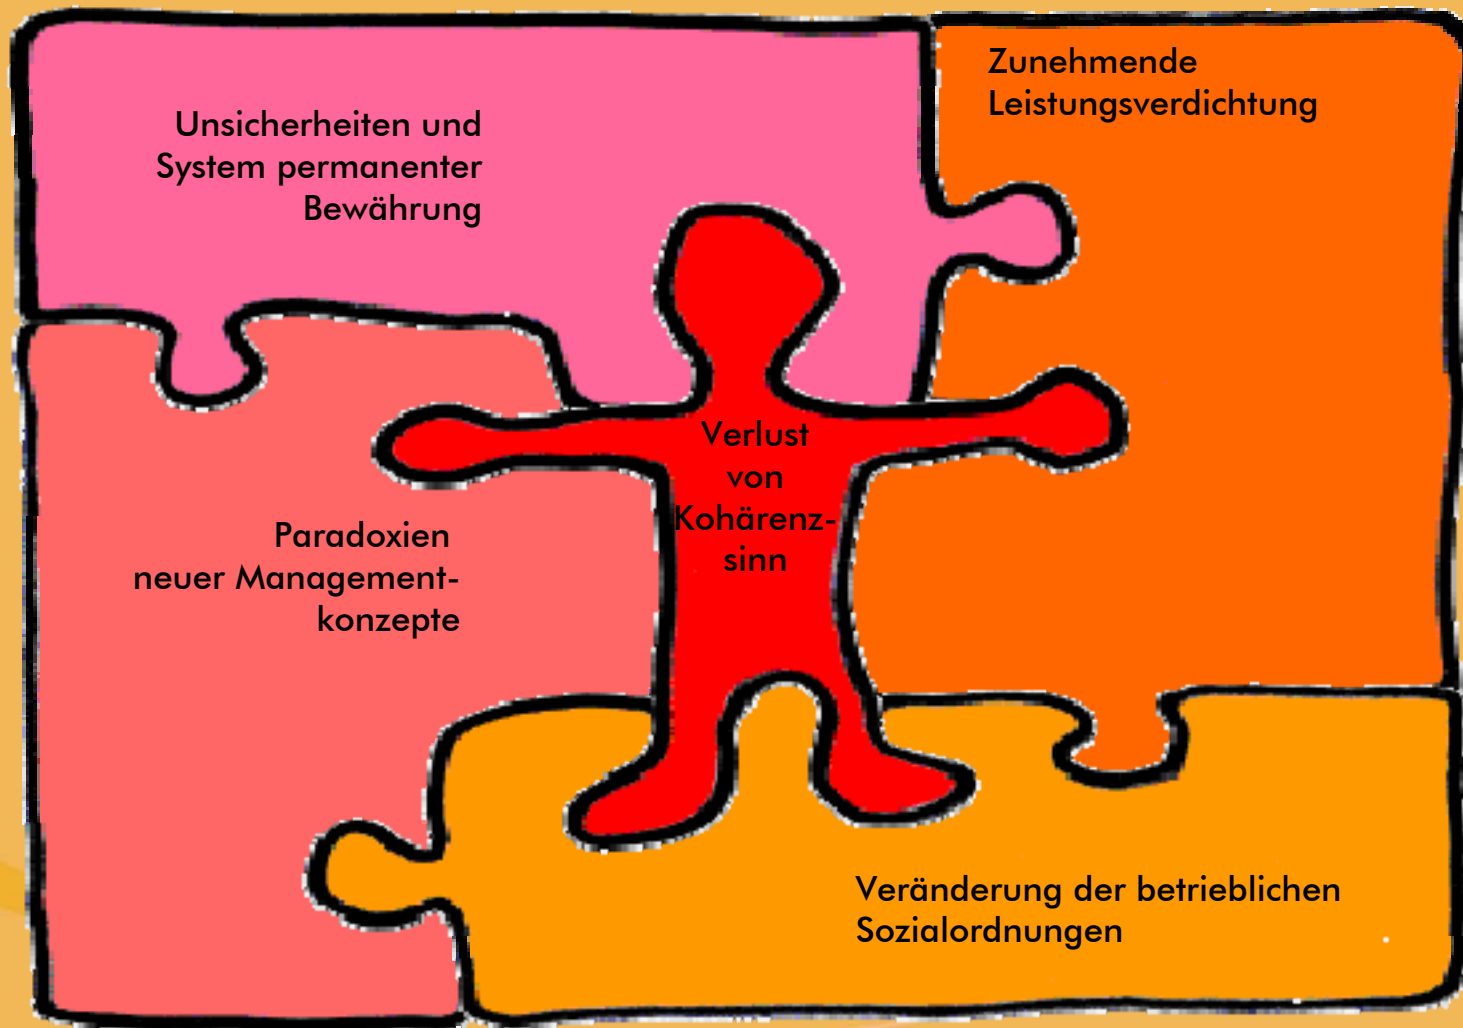 Unsicherheiten und
System permanenter
Bewährung
Zunehmende
Leistungsverdichtung
Verlust
von
Kohärenz-
sinn
Paradoxien
neuer Management-
konzepte
Veränderung der betrieblichen
Sozialordnungen